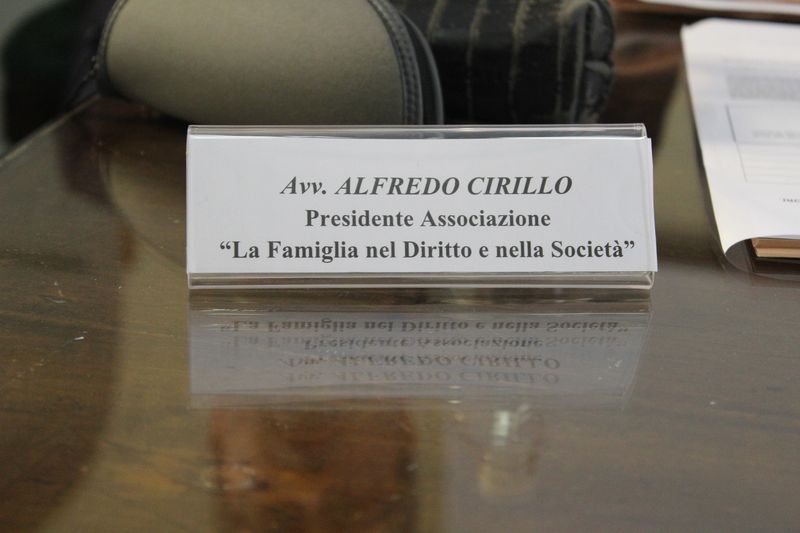 Avv. ALFREDO CIRILLO
Presidente Associazione
“La Famiglia nel Diritto e nella Società”